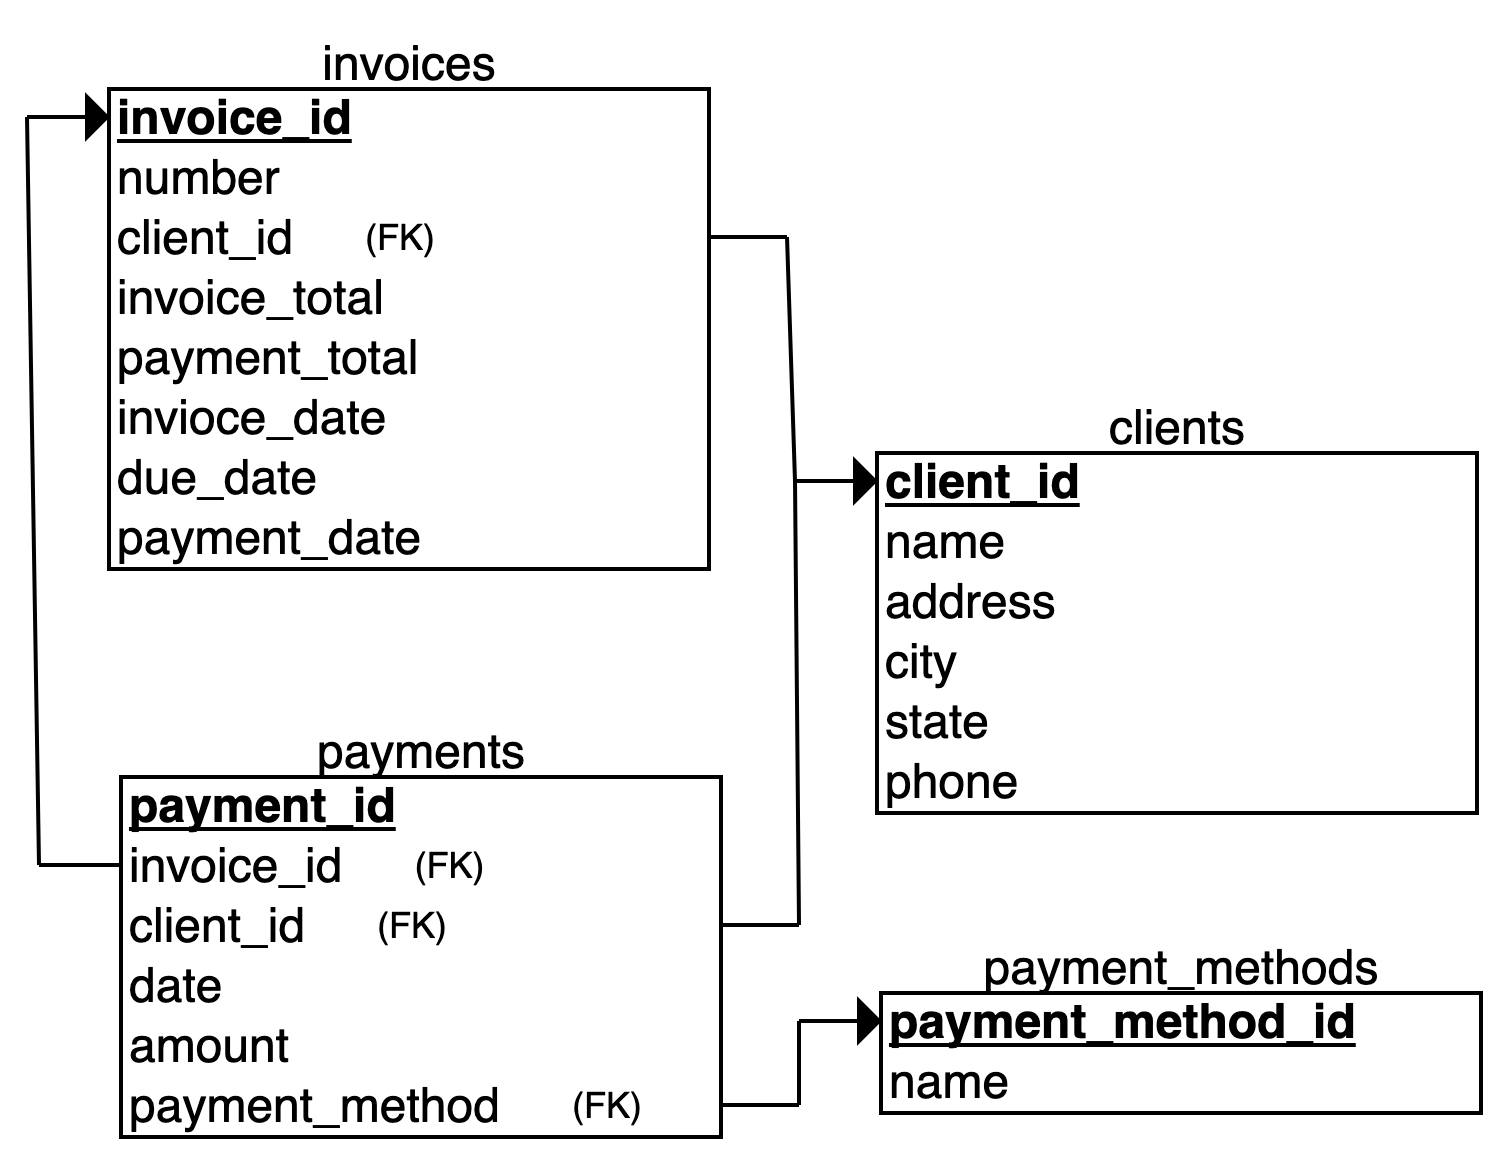 invoices
invoice_id
number
client_id (FK)
invoice_total
payment_total
invioce_date
due_date
payment_date
clients
client_id
name
address
city
state
phone
payments
payment_id
invoice_id (FK)
client_id (FK)
date
amount
payment_method (FK)
payment_methods
payment_method_id
name